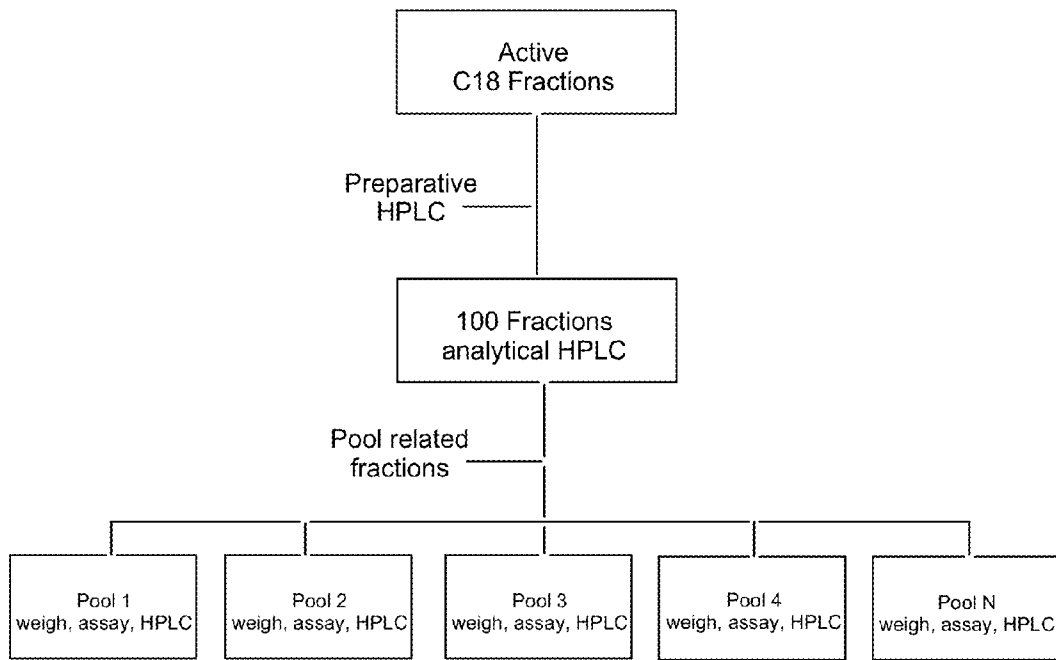 Active
C18 Fractions
Preparative
HPLC
100 Fractions
analytical HPLC
Pool related
fractions
Pool 1
weigh, assay, HPLC
Pool 2
weigh, assay, HPLC
Pool 3
weigh, assay, HPLC
Pool 4
weigh, assay, HPLC
Pool N
weigh, assay, HPLC